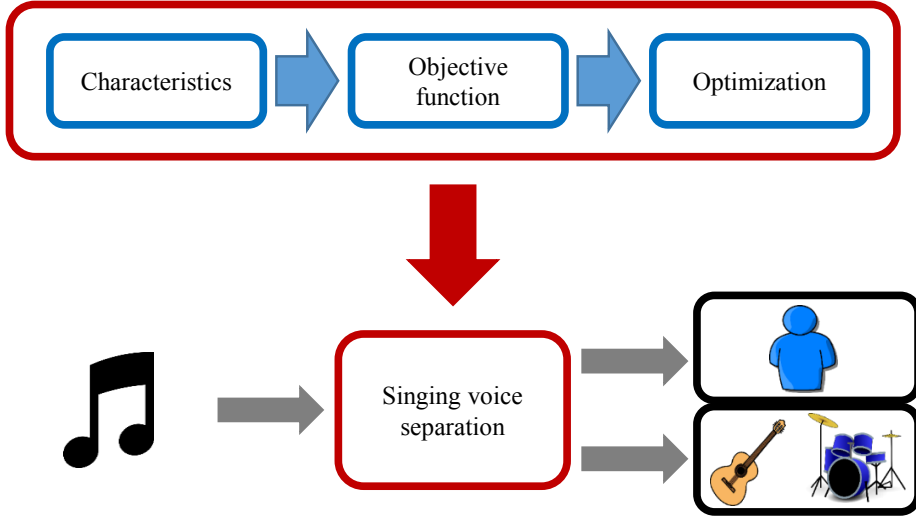 Characteristics
Objective
function
Optimization
Singing voice
separation